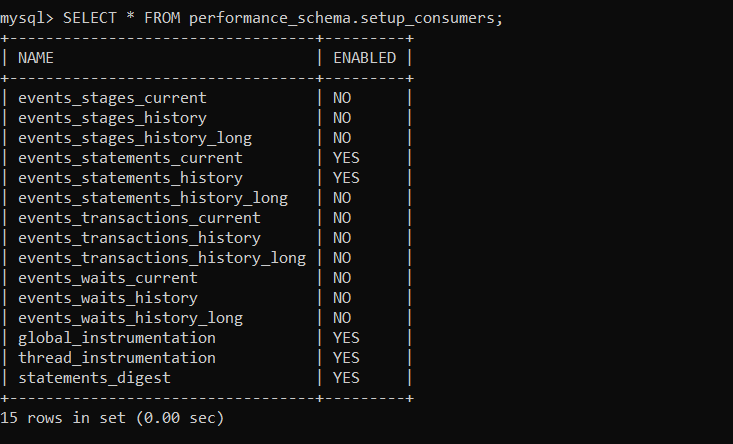 mysql> SELECT * FROM performance_schema.setup_consumers;
+----------------------------------+---------+
| NAME                             | ENABLED |
+----------------------------------+---------+
| events_stages_current            | NO      |
| events_stages_history            | NO      |
| events_stages_history_long       | NO      |
| events_statements_current        | YES     |
| events_statements_history        | YES     |
| events_statements_history_long   | NO      |
| events_transactions_current      | NO      |
| events_transactions_history      | NO      |
| events_transactions_history_long | NO      |
| events_waits_current             | NO      |
| events_waits_history             | NO      |
| events_waits_history_long        | NO      |
| global_instrumentation           | YES     |
| thread_instrumentation           | YES     |
| statements_digest                | YES     |
+----------------------------------+---------+
15 rows in set (0.00 sec)